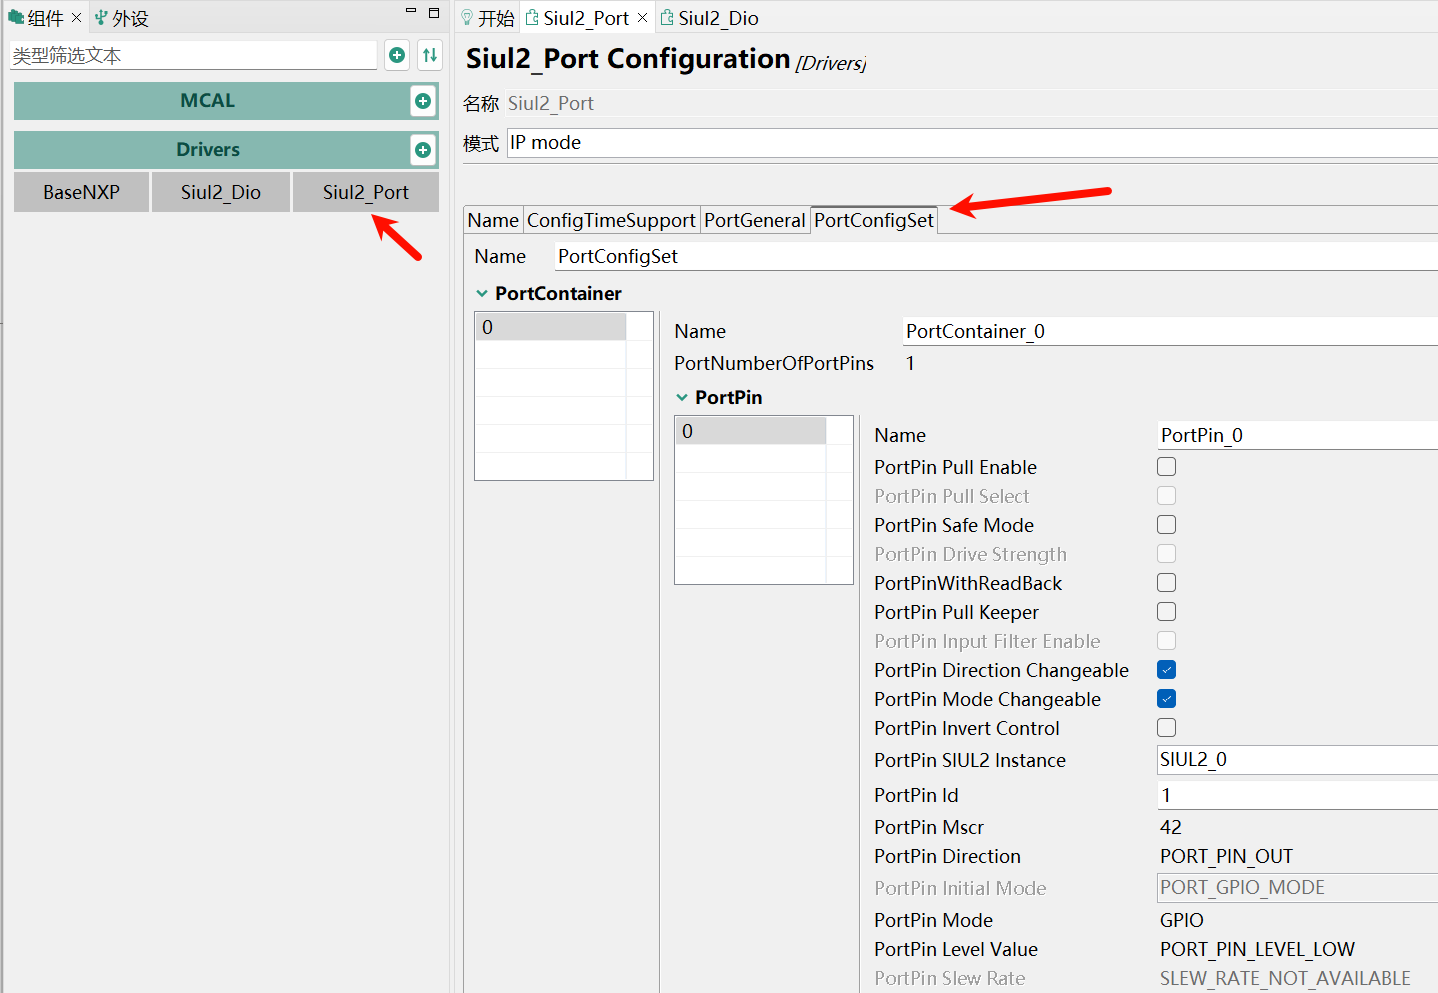 组件
外设
类型筛选文本
MCAL
Drivers
BaseNXP
Siul2_Dio
Siul2_Port
开始
Siul2_Port
Siul2_Dio
Siul2_Port Configuration [Drivers]
名称 Siul2_Port
模式 IP mode
Name
ConfigTimeSupport
PortGeneral
PortConfigSet
Name PortConfigSet
PortContainer
0
Name PortContainer_0
PortNumberOfPortPins 1
PortPin
0
Name PortPin_0
PortPin Pull Enable
PortPin Pull Select
PortPin Safe Mode
PortPin Drive Strength
PortPinWithReadBack
PortPin Pull Keeper
PortPin Input Filter Enable
PortPin Direction Changeable
PortPin Mode Changeable
PortPin Invert Control
PortPin SIUL2 Instance SIUL2_0
PortPin Id 1
PortPin Mscr 42
PortPin Direction PORT_PIN_OUT
PortPin Initial Mode PORT_GPIO_MODE
PortPin Mode GPIO
PortPin Level Value PORT_PIN_LEVEL_LOW
PortPin Slew Rate SLEW_RATE_NOT_AVAILABLE